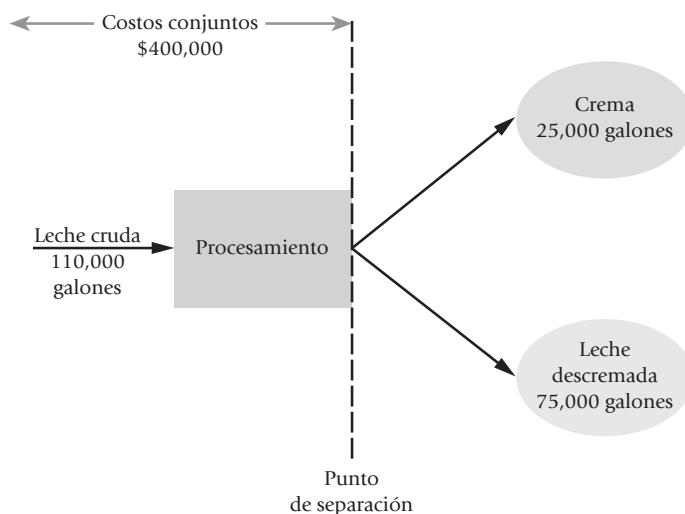 Costos conjuntos
$400,000
Crema
25,000 galones
Leche cruda
110,000
galones
Procesamiento
Leche
descremada
75,000 galones
Punto
de separación